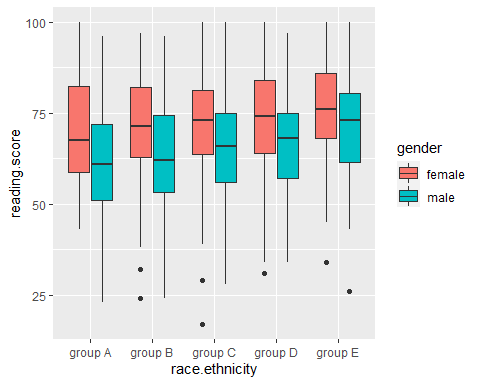 100
75
50
25
reading.score
group A group B group C group D group E
race.ethnicity
gender
female
male